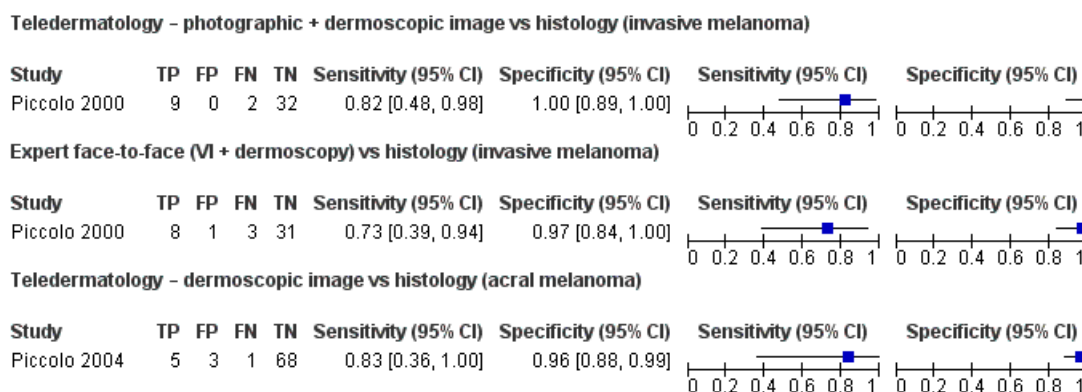 Teledermatology – photographic + dermoscopic image vs histology (invasive melanoma)
Study TP FP FN TN Sensitivity (95% CI) Specificity (95% CI) Sensitivity (95% CI) Specificity (95% CI)
Piccolo 2000 9 0 2 32 0.82 [0.48, 0.98] 1.00 [0.89, 1.00]
0 0.2 0.4 0.6 0.8 1 0 0.2 0.4 0.6 0.8 1
Expert face-to-face (VI + dermoscopy) vs histology (invasive melanoma)
Study TP FP FN TN Sensitivity (95% CI) Specificity (95% CI) Sensitivity (95% CI) Specificity (95% CI)
Piccolo 2000 8 1 3 31 0.73 [0.39, 0.94] 0.97 [0.84, 1.00]
0 0.2 0.4 0.6 0.8 1 0 0.2 0.4 0.6 0.8 1
Teledermatology – dermoscopic image vs histology (acral melanoma)
Study TP FP FN TN Sensitivity (95% CI) Specificity (95% CI) Sensitivity (95% CI) Specificity (95% CI)
Piccolo 2004 5 3 1 68 0.83 [0.36, 1.00] 0.96 [0.88, 0.99]
0 0.2 0.4 0.6 0.8 1 0 0.2 0.4 0.6 0.8 1